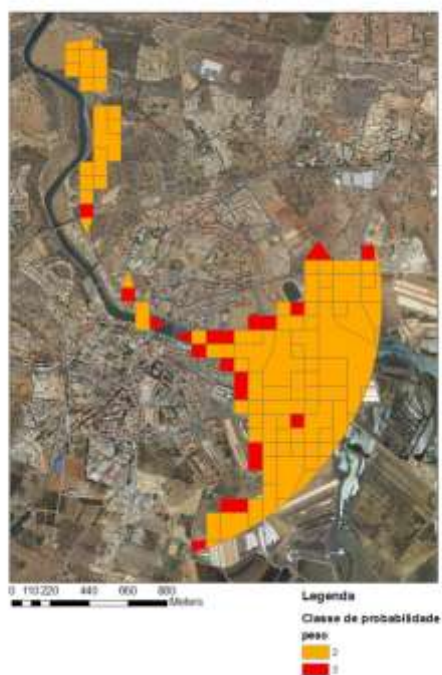 0 110 220 440 660 880
Meters
Legenda
Classe de probabilidade
peso
2
3